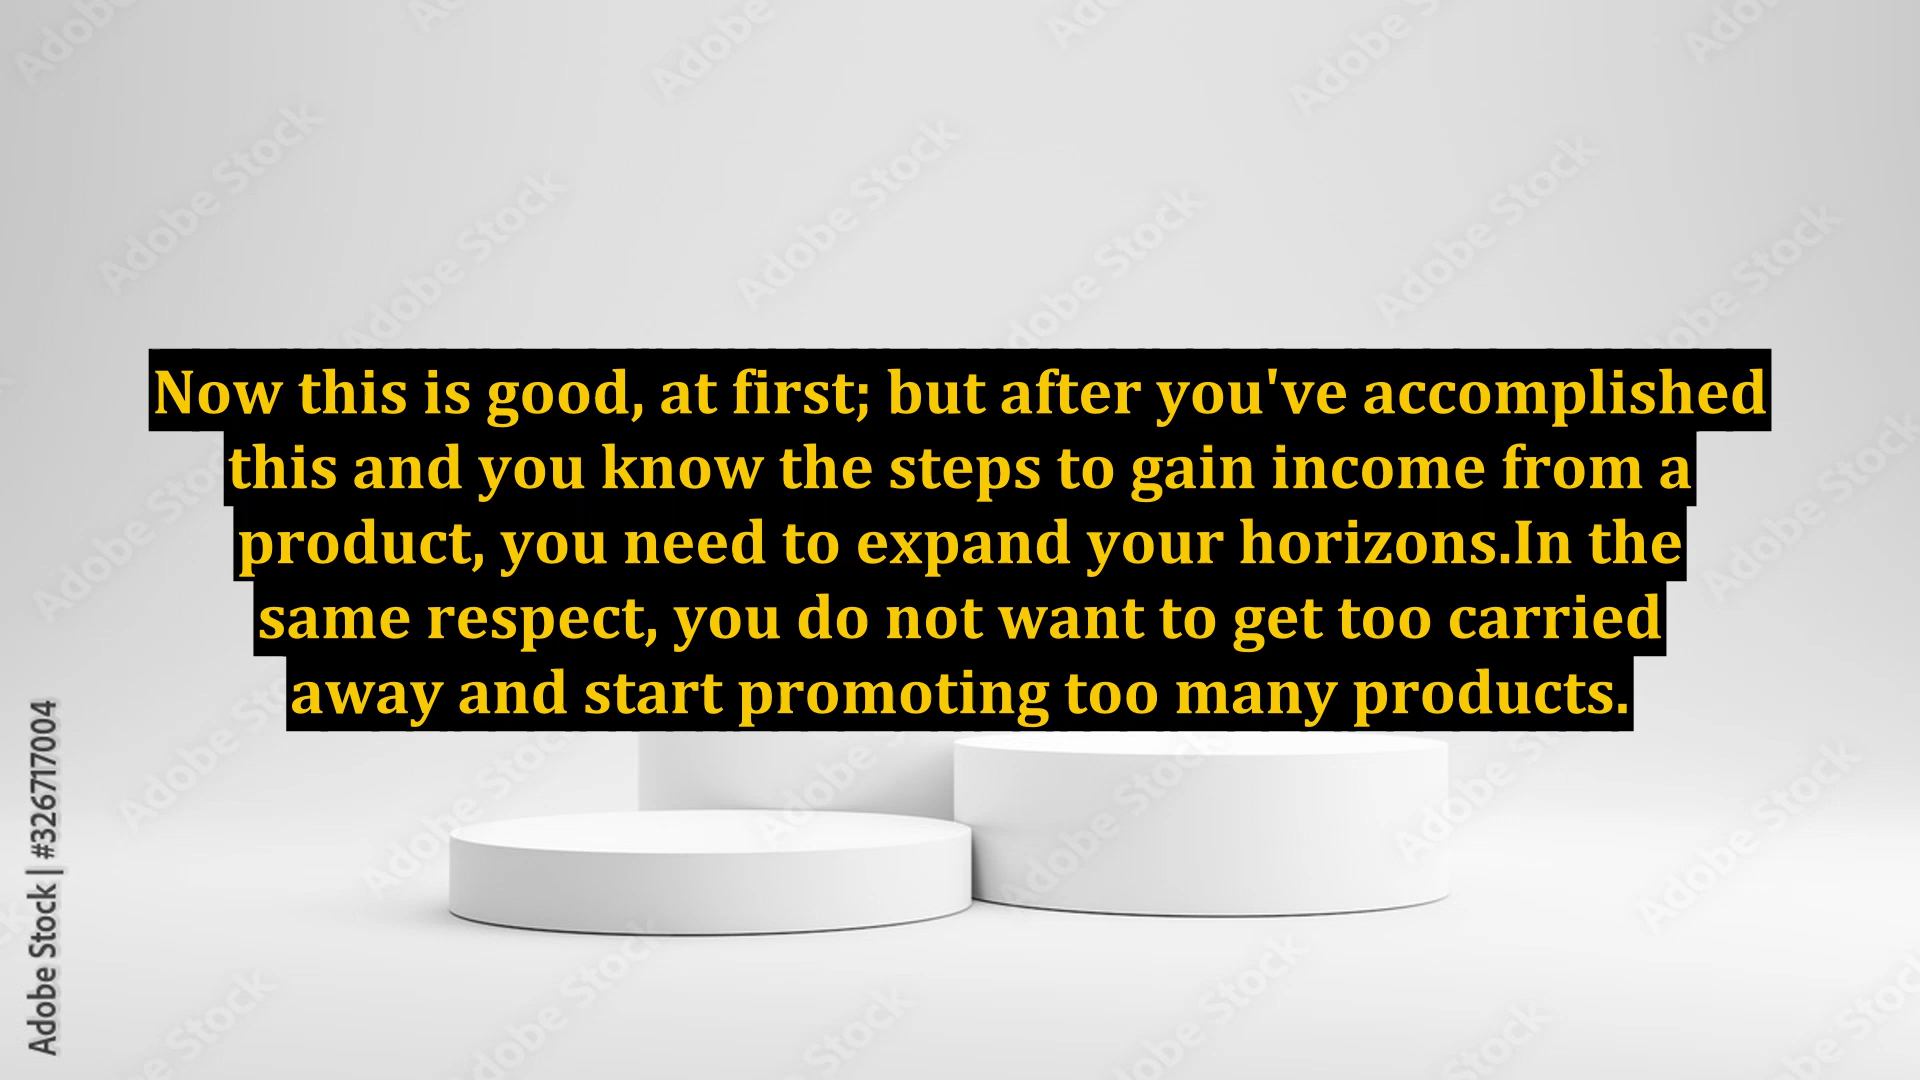 Now this is good, at first; but after you've accomplished
this and you know the steps to gain income from a
product, you need to expand your horizons.In the
same respect, you do not want to get too carried
away and start promoting too many products.
Adobe Stock | #326717004
Adobe Stock